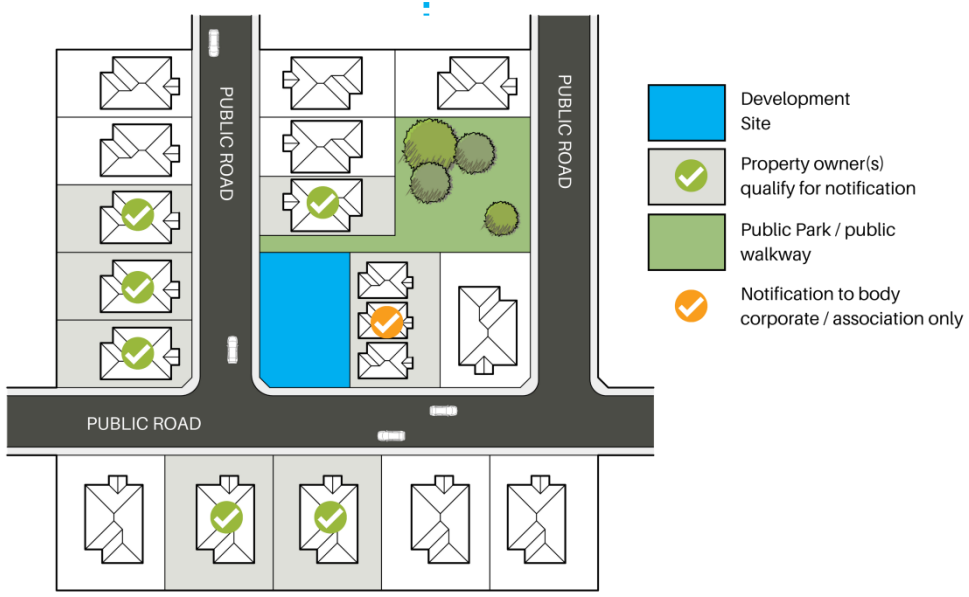 PUBLIC ROAD
PUBLIC ROAD
PUBLIC ROAD
Development
Site
Property owner(s)
qualify for notification
Public Park / public
walkway
Notification to body
corporate / association only